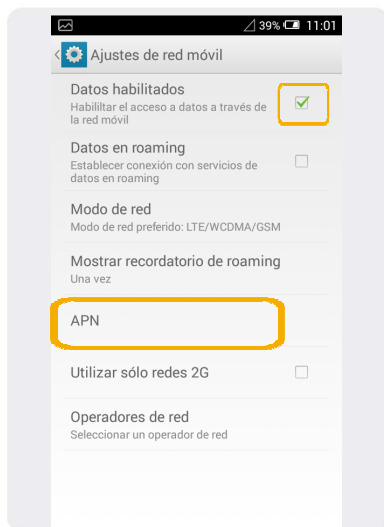 39% 11:01
Ajustes de red móvil
Datos habilitados
Habililtar el acceso a datos a través de
la red móvil
Datos en roaming
Establecer conexión con servicios de
datos en roaming
Modo de red
Modo de red preferido: LTE/WCDMA/GSM
Mostrar recordatorio de roaming
Una vez
APN
Utilizar sólo redes 2G
Operadores de red
Seleccionar un operador de red